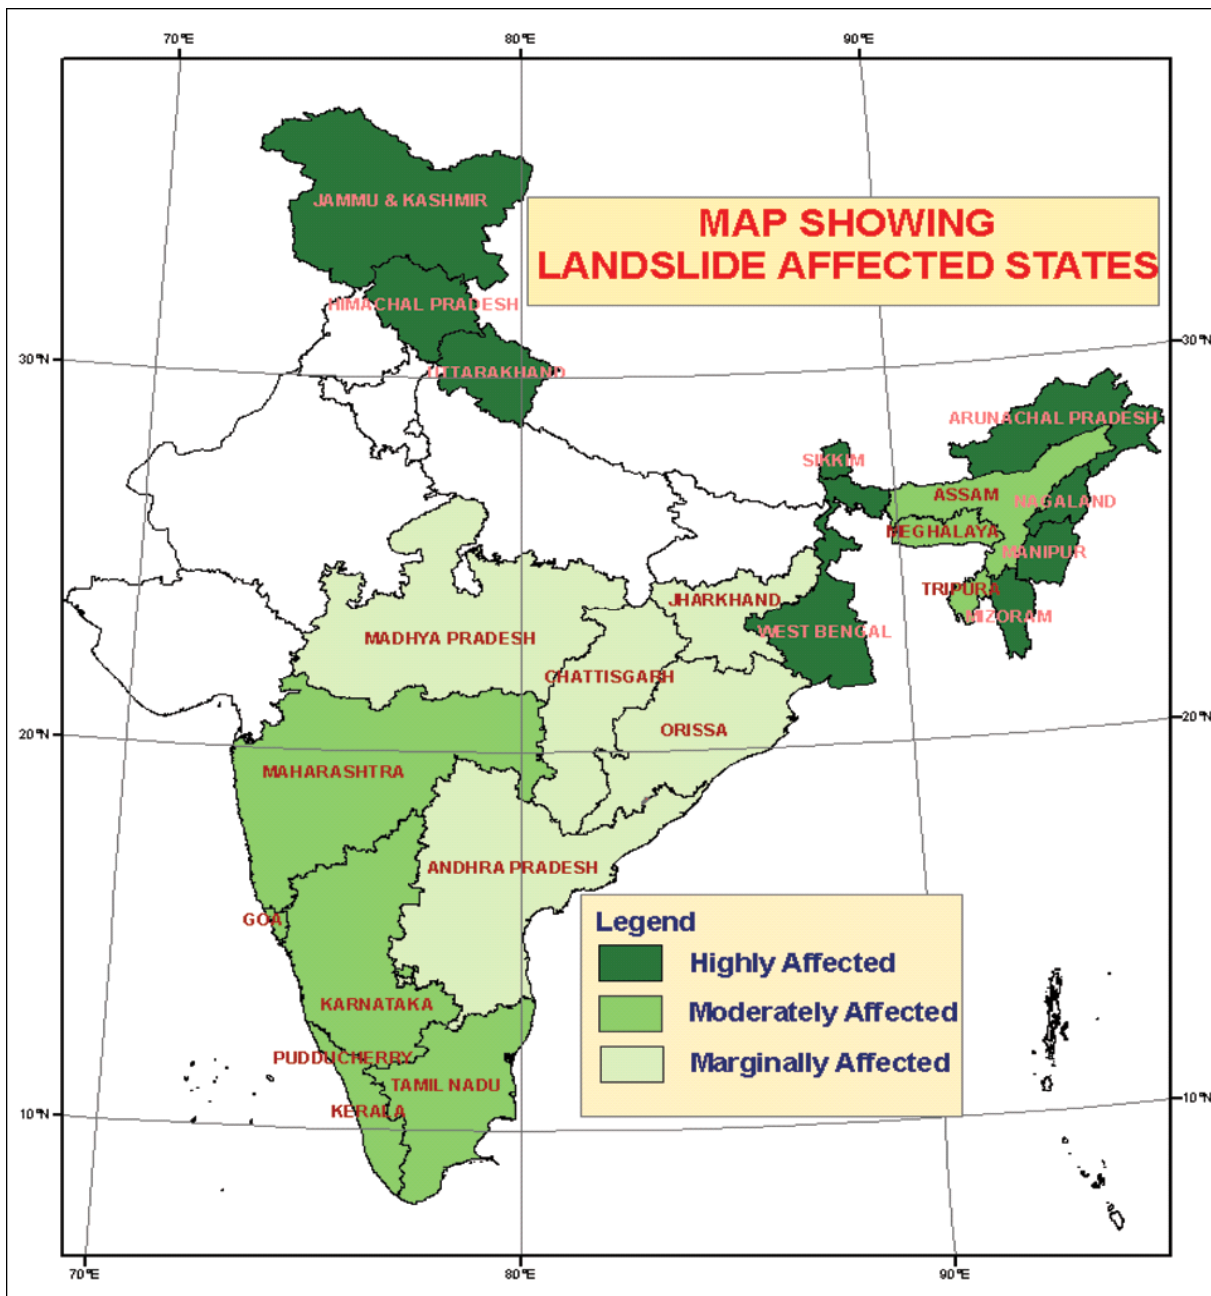 70°E 80°E 90°E
JAMMU & KASHMIR
MAP SHOWING
LANDSLIDE AFFECTED STATES
HIMACHAL PRADESH
30°N 30°N
UTTARAKHAND
ARUNACHAL PRADESH
SIKKIM
ASSAM
NAGALAND
MEGHALAYA
MANIPUR
TRIPURA
JHARKHAND
MIZORAM
WEST BENGAL
MADHYA PRADESH
CHATTISGARH
20°N 20°N
ORISSA
MAHARASHTRA
ANDHRA PRADESH
GOA
Legend
Highly Affected
KARNATAKA
Moderately Affected
PUDDUCHERRY
Marginally Affected
TAMIL NADU
KERALA
10°N 10°N
70°E 80°E 90°E